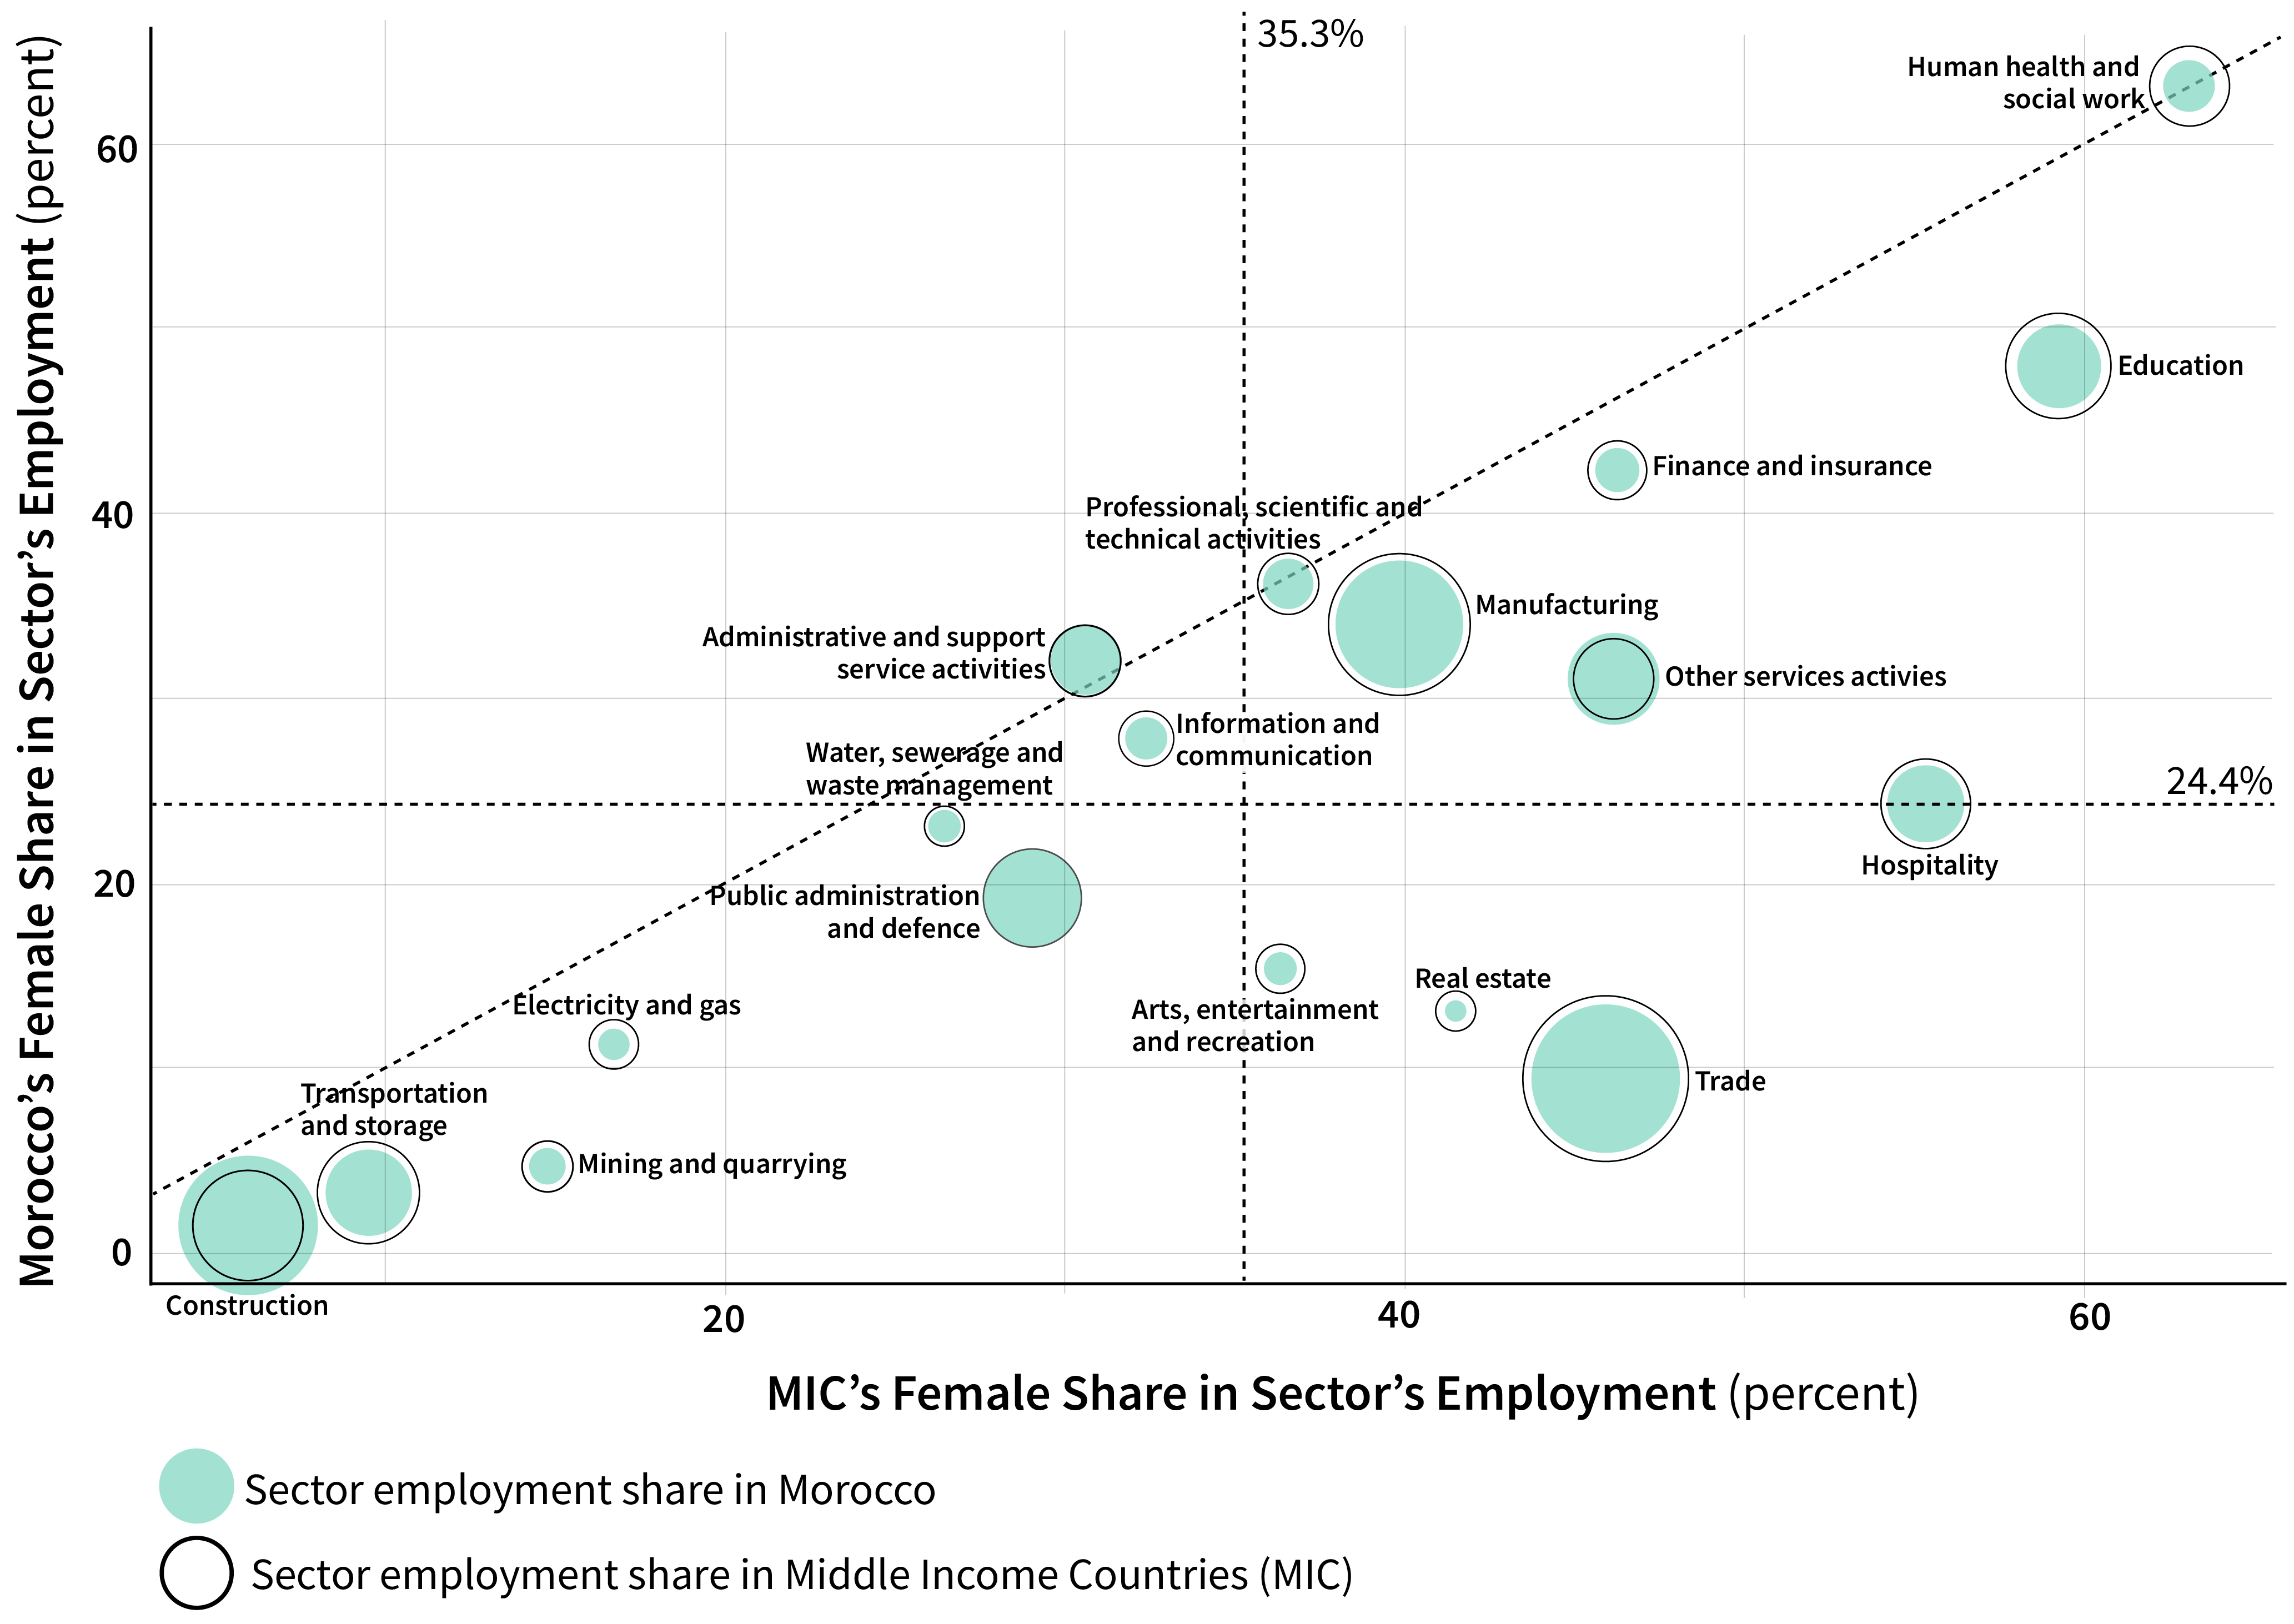 Morocco’s Female Share in Sector’s Employment (percent)
35.3%
Human health and
social work
60
Education
Finance and insurance
Professional, scientific and
technical activities
40
Manufacturing
Administrative and support
service activities
Other services activies
Information and
communication
Water, sewerage and
waste management
24.4%
Hospitality
20
Public administration
and defence
Real estate
Arts, entertainment
and recreation
Electricity and gas
Trade
Transportation
and storage
Mining and quarrying
0
Construction
20
40
60
MIC’s Female Share in Sector’s Employment (percent)
Sector employment share in Morocco
Sector employment share in Middle Income Countries (MIC)